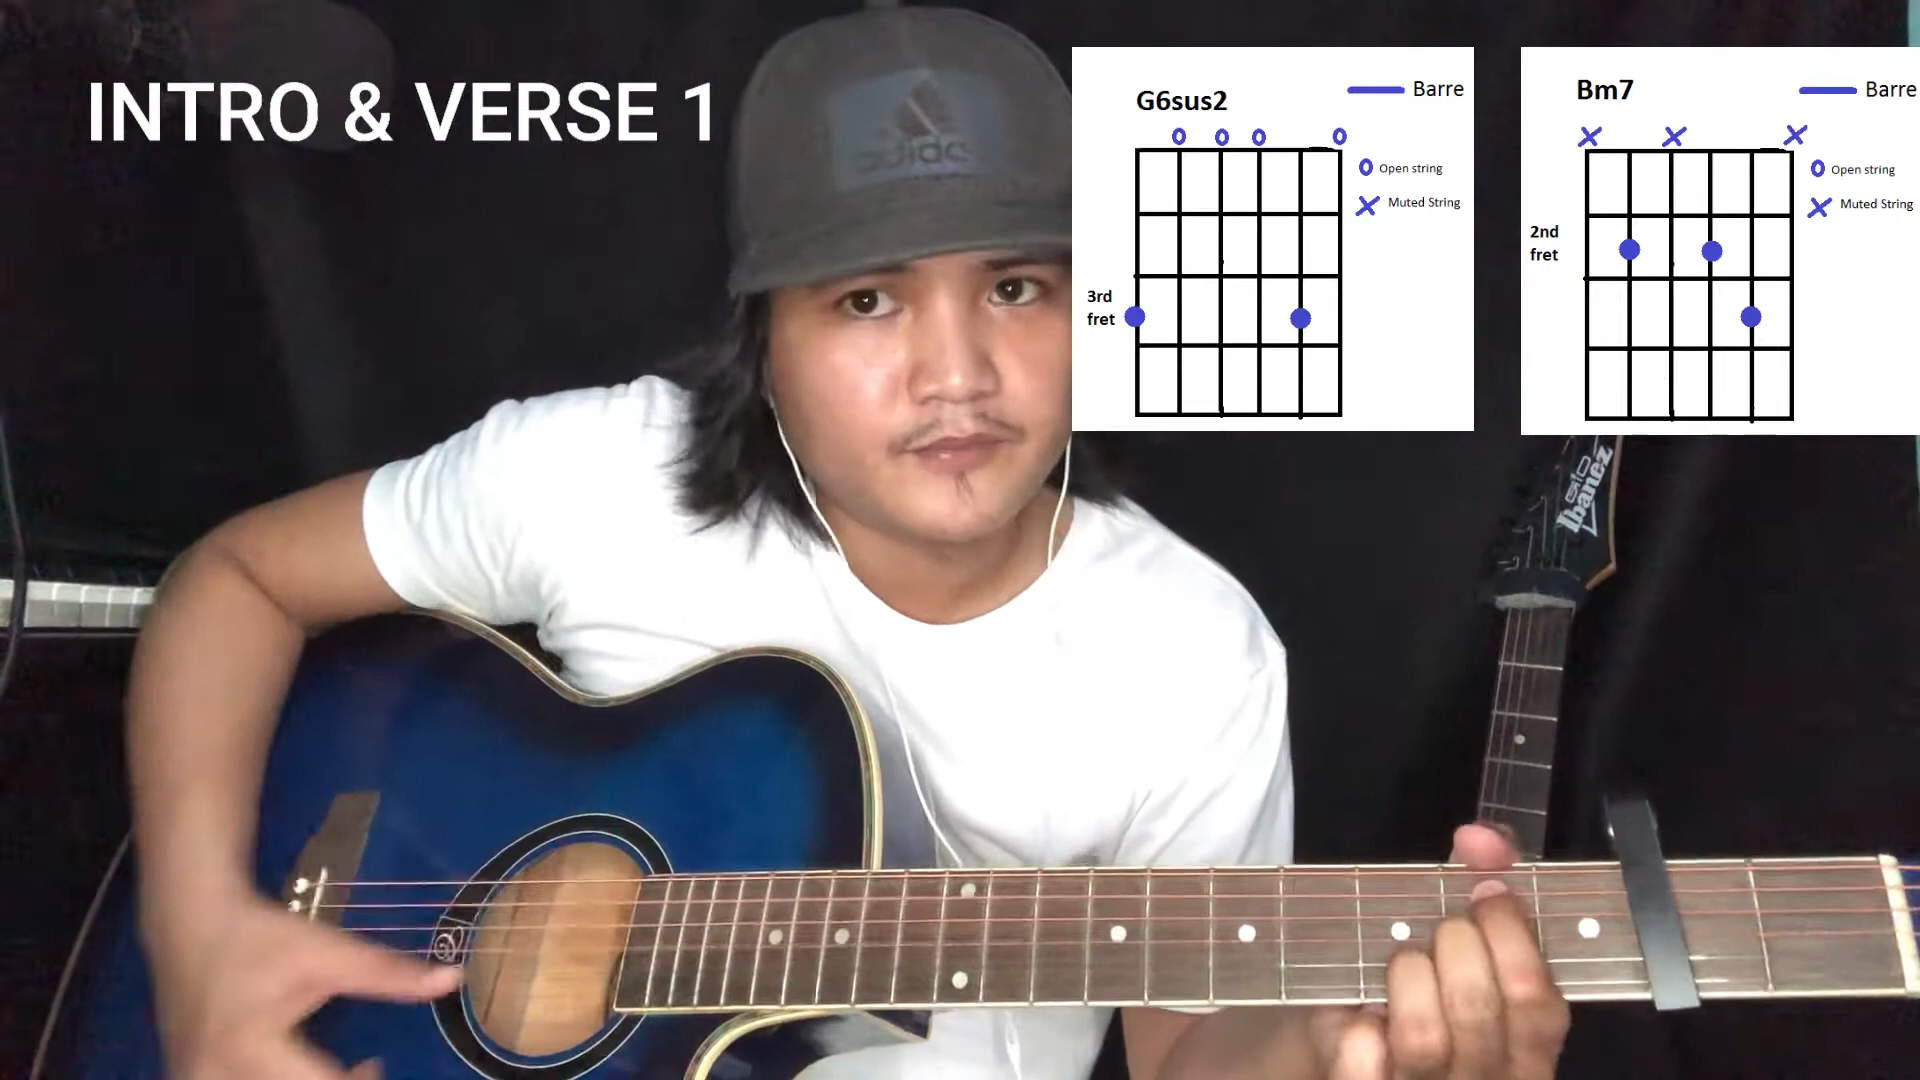 INTRO & VERSE 1
adidas
G6sus2
Barre
Open string
Muted String
3rd
fret
Bm7
Barre
Open string
Muted String
2nd
fret
GIO
Ibanez